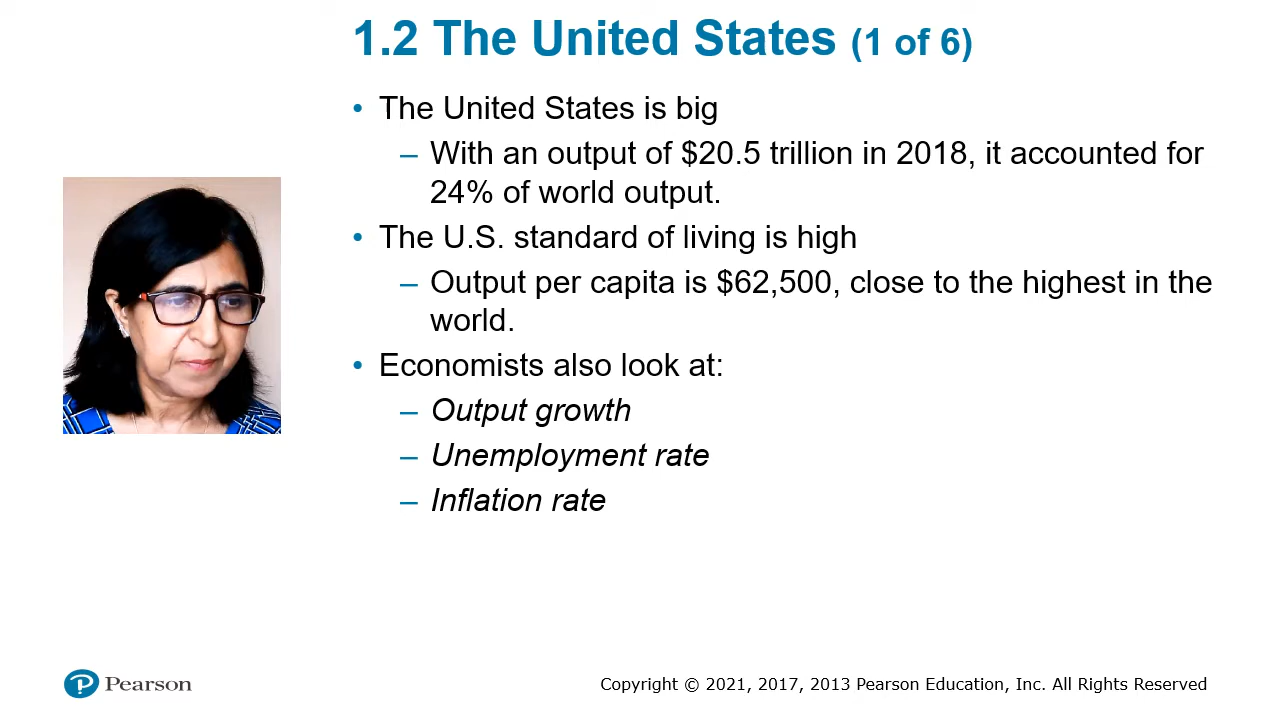 1.2 The United States (1 of 6)
• The United States is big
– With an output of $20.5 trillion in 2018, it accounted for
24% of world output.
• The U.S. standard of living is high
– Output per capita is $62,500, close to the highest in the
world.
• Economists also look at:
– Output growth
– Unemployment rate
– Inflation rate
Pearson
Copyright © 2021, 2017, 2013 Pearson Education, Inc. All Rights Reserved